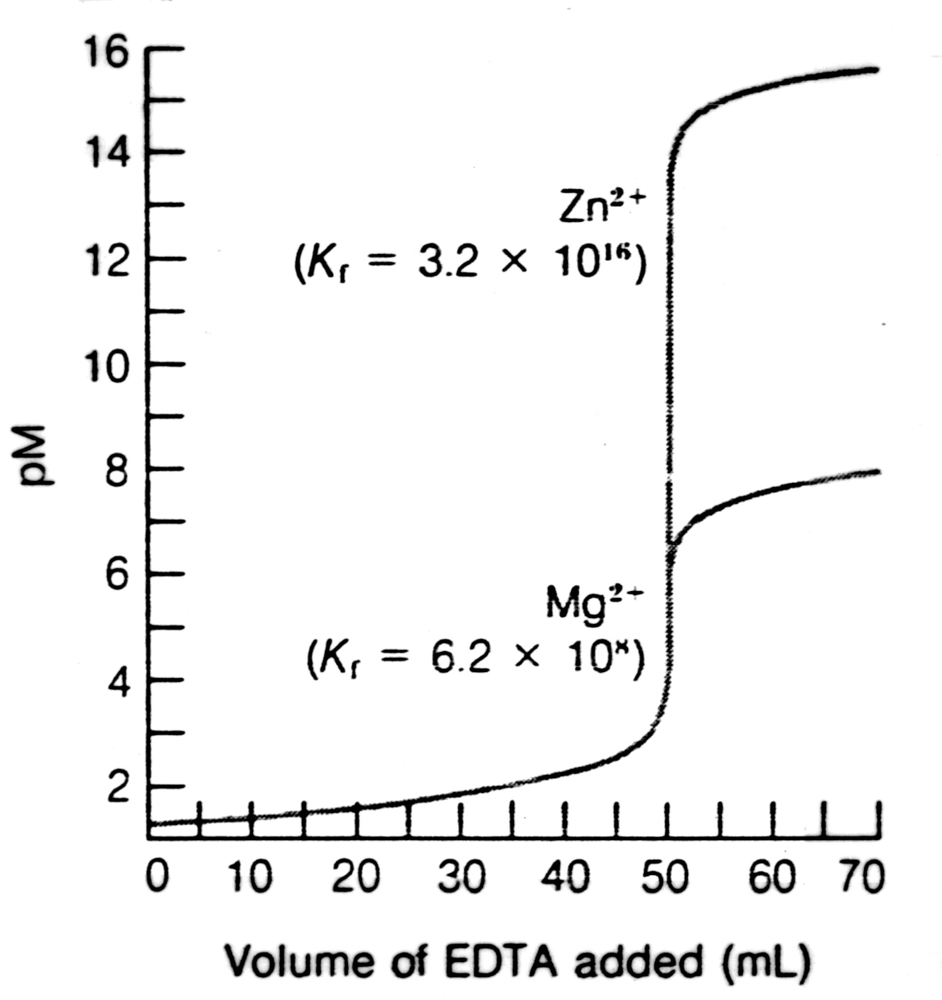 16
14
12
10
8
6
4
2
pM
Zn²⁺
(Kf = 3.2 × 10¹⁶)
Mg²⁺
(Kf = 6.2 × 10⁸)
0 10 20 30 40 50 60 70
Volume of EDTA added (mL)